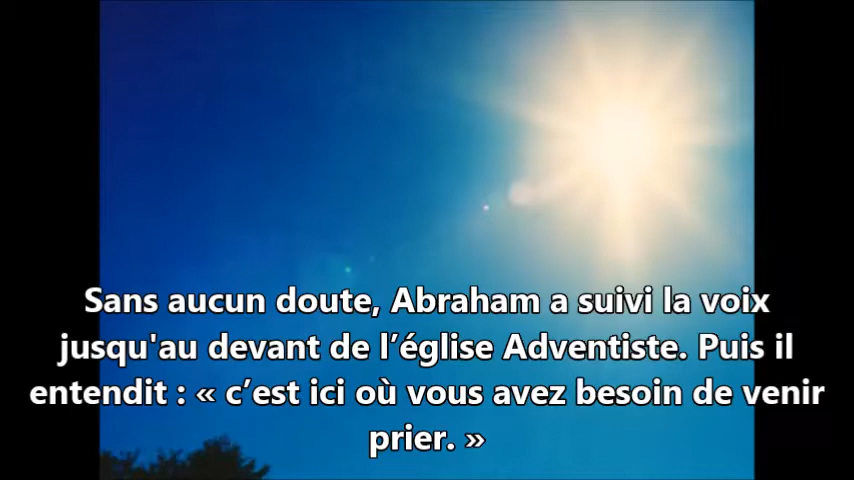 Sans aucun doute, Abraham a suivi la voix
jusqu'au devant de l’église Adventiste. Puis il
entendit : « c’est ici où vous avez besoin de venir
prier. »